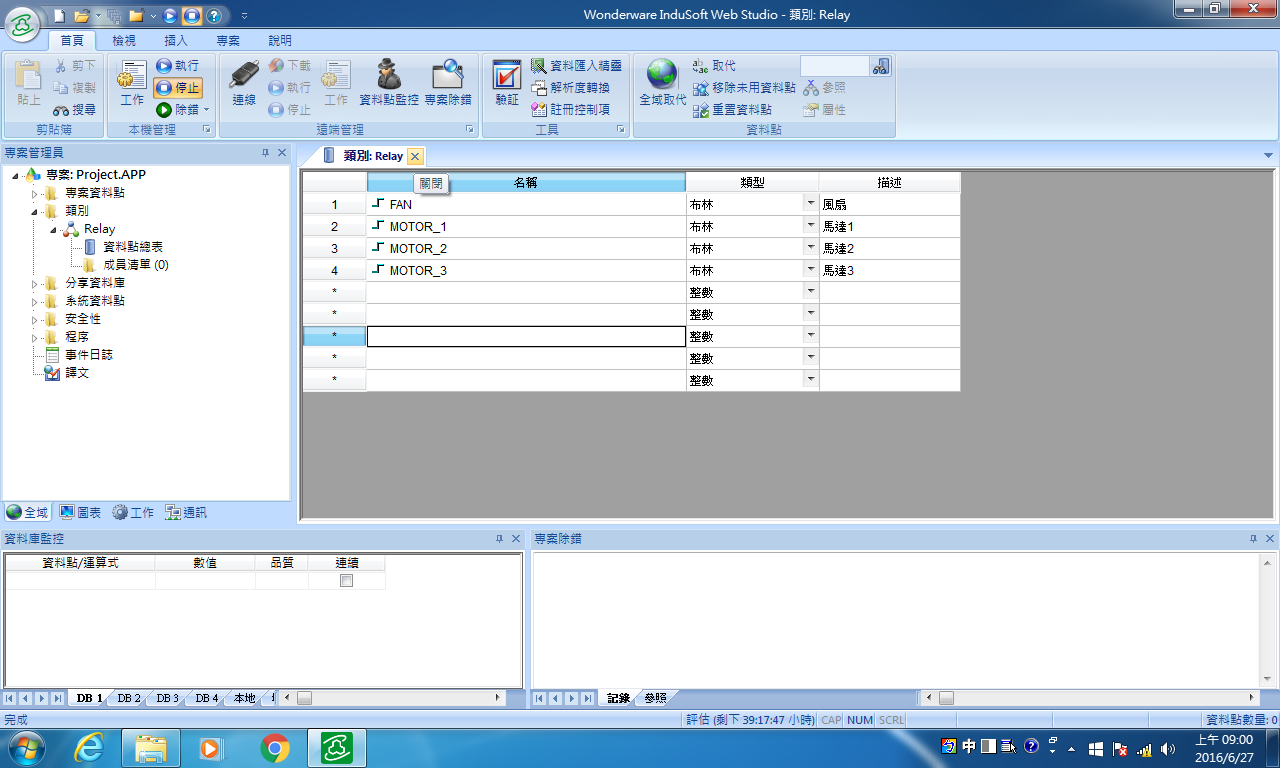 Wonderware InduSoft Web Studio - 類別: Relay
首頁 檢視 插入 專案 說明
貼上 剪下 複製 搜尋 工作 執行 停止 除錯 連線 下載 執行 停止 工作 資料點監控 專案除錯 驗証 資料匯入精靈 解析度轉換 註冊控制項 全域取代 取代 移除未用資料點 重置資料點 參照 屬性
剪貼簿 本機管理 遠端管理 工具 資料點
專案管理員
專案: Project.APP
專案資料點
類別
Relay
資料點總表
成員清單 (0)
分享資料庫
系統資料點
安全性
程序
事件日誌
譯文
全域 圖表 工作 通訊
類別: Relay
關閉
名稱 類型 描述
1 FAN 布林 風扇
2 MOTOR_1 布林 馬達1
3 MOTOR_2 布林 馬達2
4 MOTOR_3 布林 馬達3
* 整數
* 整數
* 整數
* 整數
* 整數
資料庫監控
資料點/運算式 數值 品質 連續
DB 1 DB 2 DB 3 DB 4 本地
專案除錯
記錄 參照
完成 評估 (剩下 39:17:47 小時) CAP NUM SCRL 資料點數量: 0
中
上午 09:00
2016/6/27